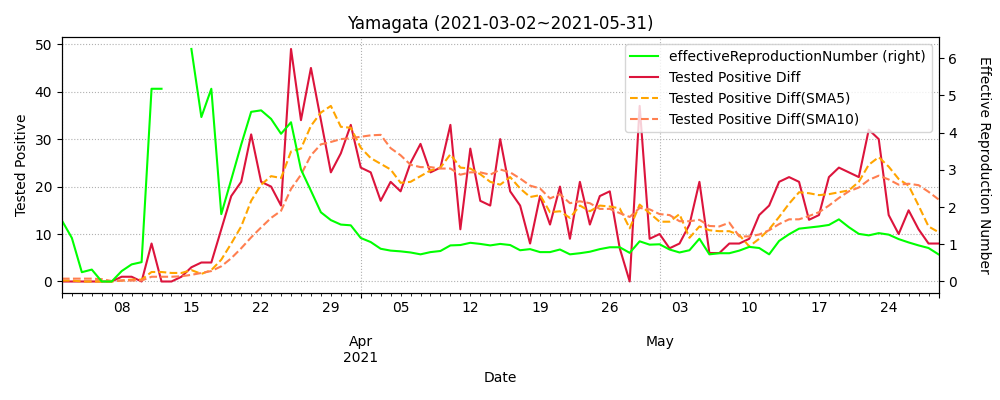 Yamagata (2021-03-02~2021-05-31)
effectiveReproductionNumber (right)
Tested Positive Diff
Tested Positive Diff(SMA5)
Tested Positive Diff(SMA10)
Tested Positive
50
40
30
20
10
0
Effective Reproduction Number
6
5
4
3
2
1
0
08 15 22 29 05 12 19 26 03 10 17 24
Apr May
2021
Date